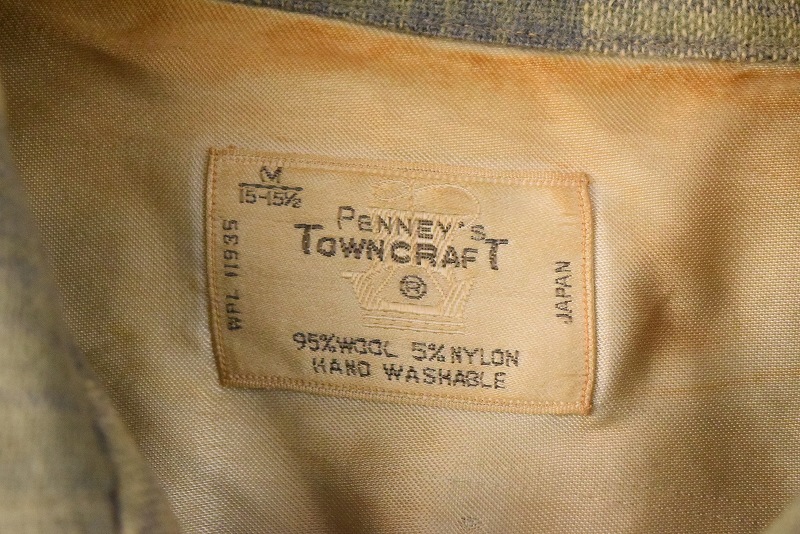 M
15-15½
PENNEY'S
TOWNCRAFT
®
WPL 11935
JAPAN
95% WOOL 5% NYLON
HAND WASHABLE